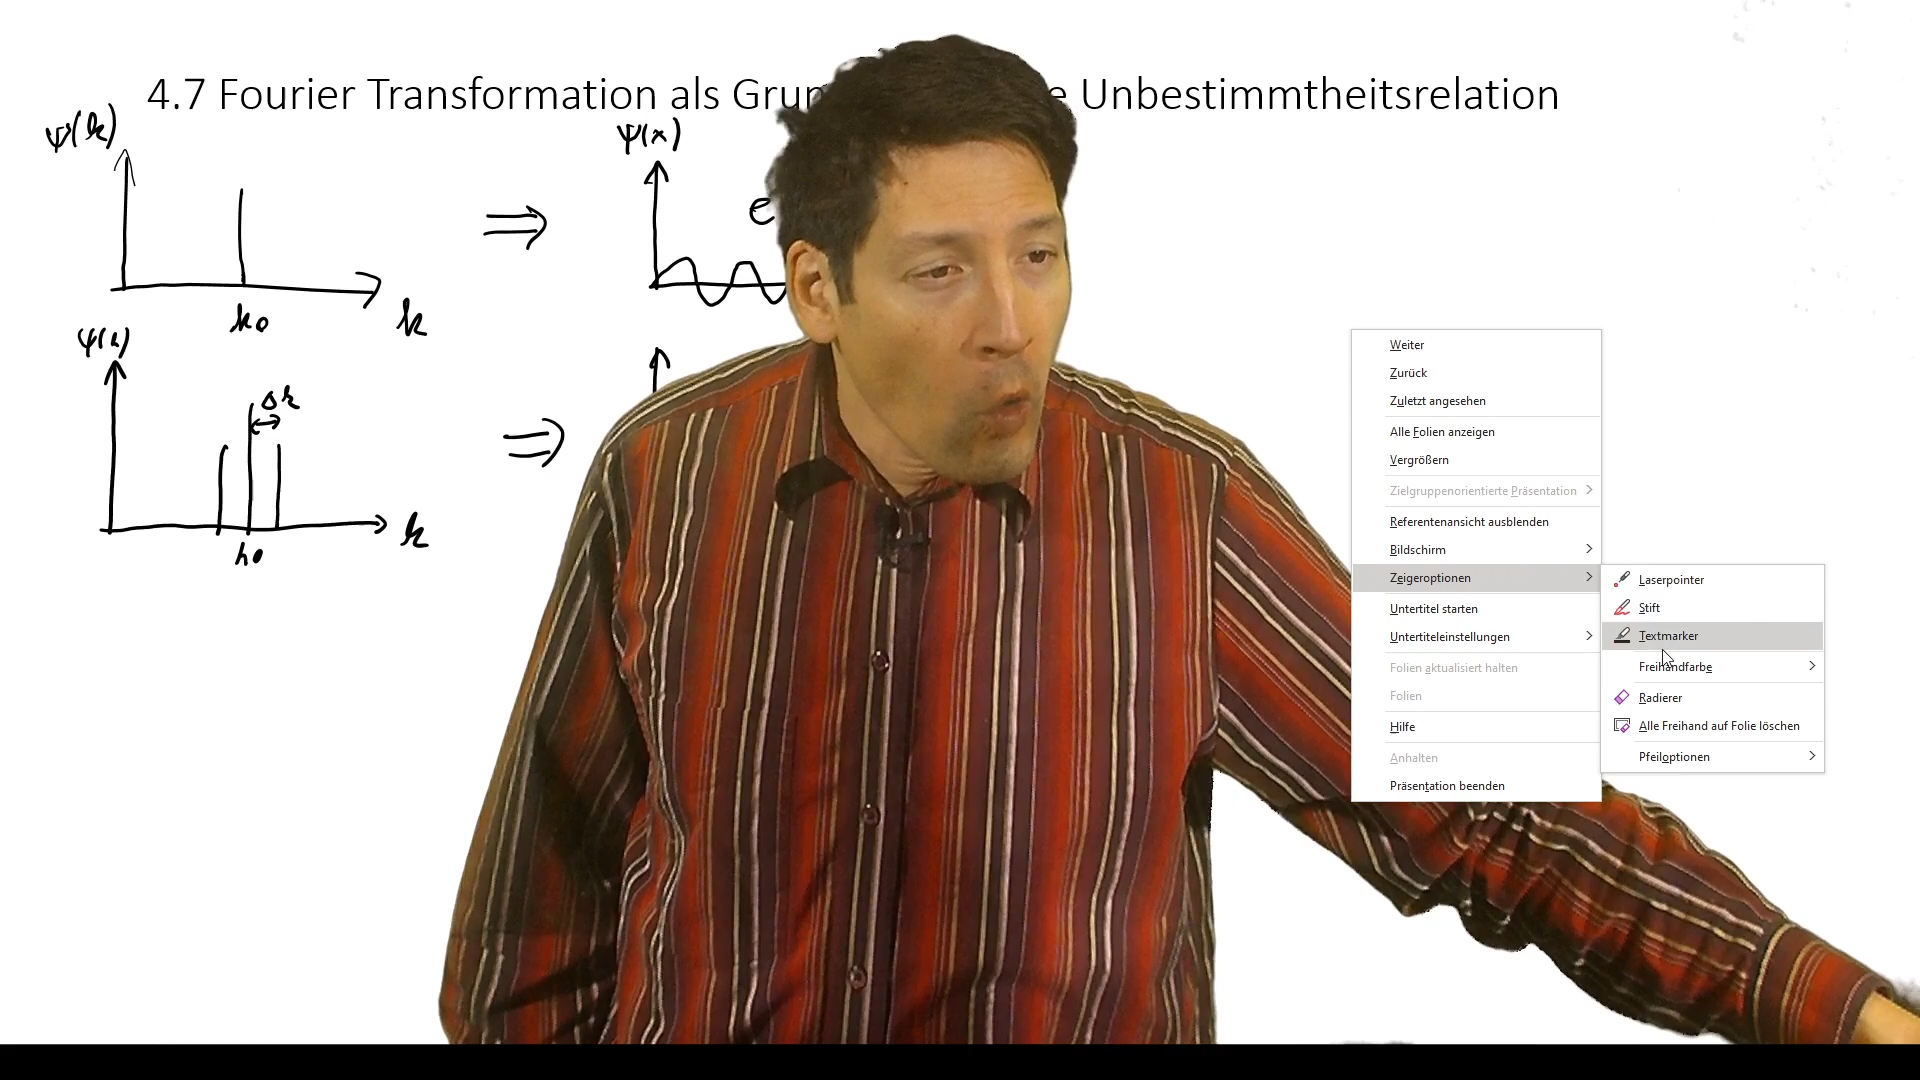 4.7 Fourier Transformation als Grun e Unbestimmtheitsrelation
ψ(k)
k₀
k
ψ(x)
e
ψ(k)
Δk
k₀
k
Weiter
Zurück
Zuletzt angesehen
Alle Folien anzeigen
Vergrößern
Zielgruppenorientierte Präsentation
Referentenansicht ausblenden
Bildschirm
Zeigeroptionen
Untertitel starten
Untertiteleinstellungen
Folien aktualisiert halten
Folien
Hilfe
Anhalten
Präsentation beenden
Laserpointer
Stift
Textmarker
Freihandfarbe
Radierer
Alle Freihand auf Folie löschen
Pfeiloptionen